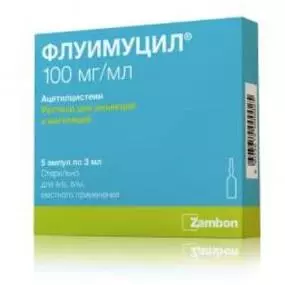 ФЛУИМУЦИЛ®
100 мг/мл
Ацетилцистеин
Раствор для инъекций
и ингаляций
5 ампул по 3 мл
Стерильно
для в/в, в/м,
местного применения
Zambon